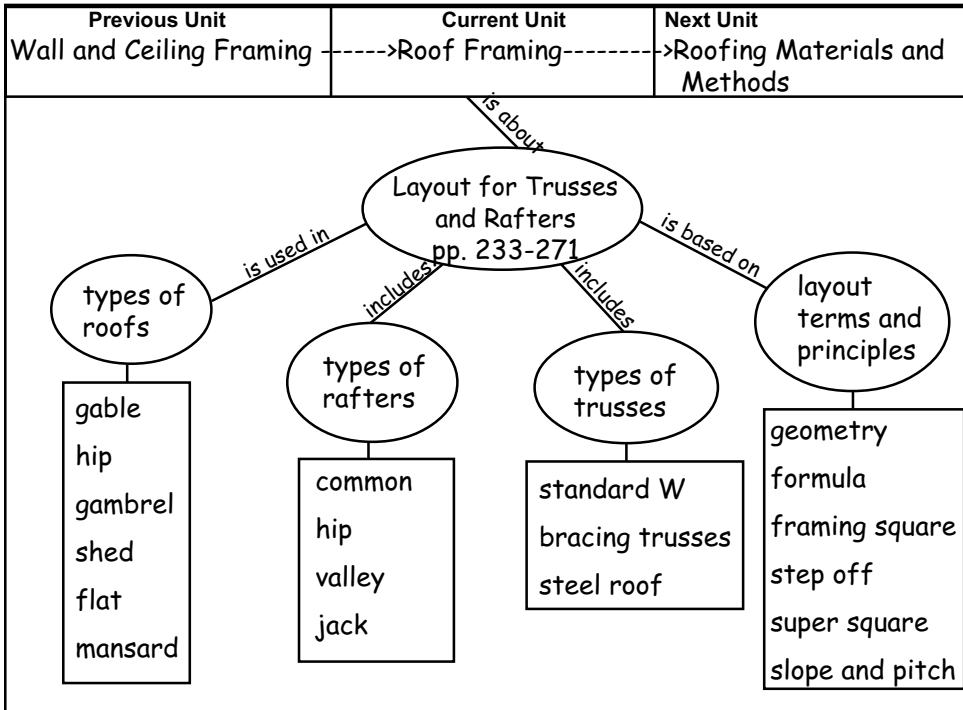 Previous Unit
Wall and Ceiling Framing
Current Unit
Roof Framing
Next Unit
Roofing Materials and
Methods
is about
Layout for Trusses
and Rafters
pp. 233-271
is used in
types of
roofs
gable
hip
gambrel
shed
flat
mansard
includes
types of
rafters
common
hip
valley
jack
includes
types of
trusses
standard W
bracing trusses
steel roof
is based on
layout
terms and
principles
geometry
formula
framing square
step off
super square
slope and pitch